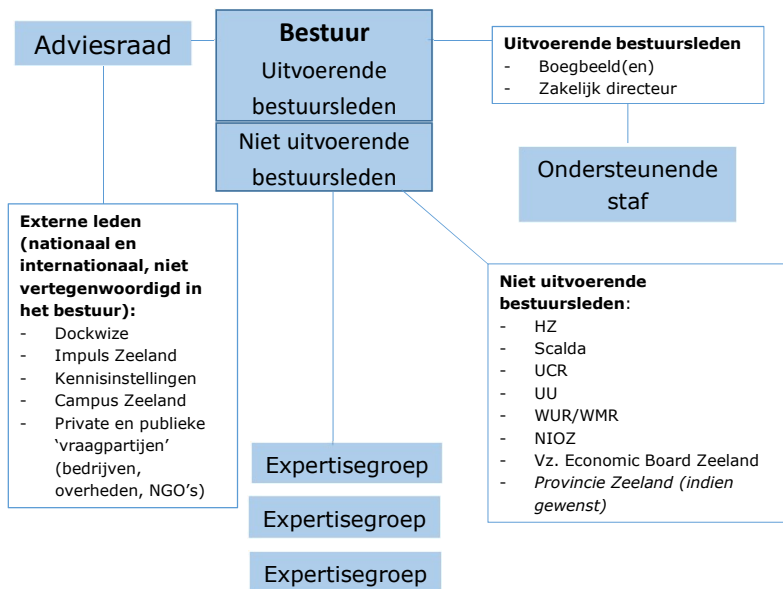 Adviesraad
Bestuur
Uitvoerende
bestuursleden
Niet uitvoerende
bestuursleden
Uitvoerende bestuursleden
- Boegbeeld(en)
- Zakelijk directeur
Ondersteunende
staf
Externe leden
(nationaal en
internationaal, niet
vertegenwoordigd in
het bestuur):
- Dockwize
- Impuls Zeeland
- Kennisinstellingen
- Campus Zeeland
- Private en publieke
‘vraagpartijen’
(bedrijven,
overheden, NGO’s)
Niet uitvoerende
bestuursleden:
- HZ
- Scalda
- UCR
- UU
- WUR/WMR
- NIOZ
- Vz. Economic Board Zeeland
- Provincie Zeeland (indien
gewenst)
Expertisegroep
Expertisegroep
Expertisegroep